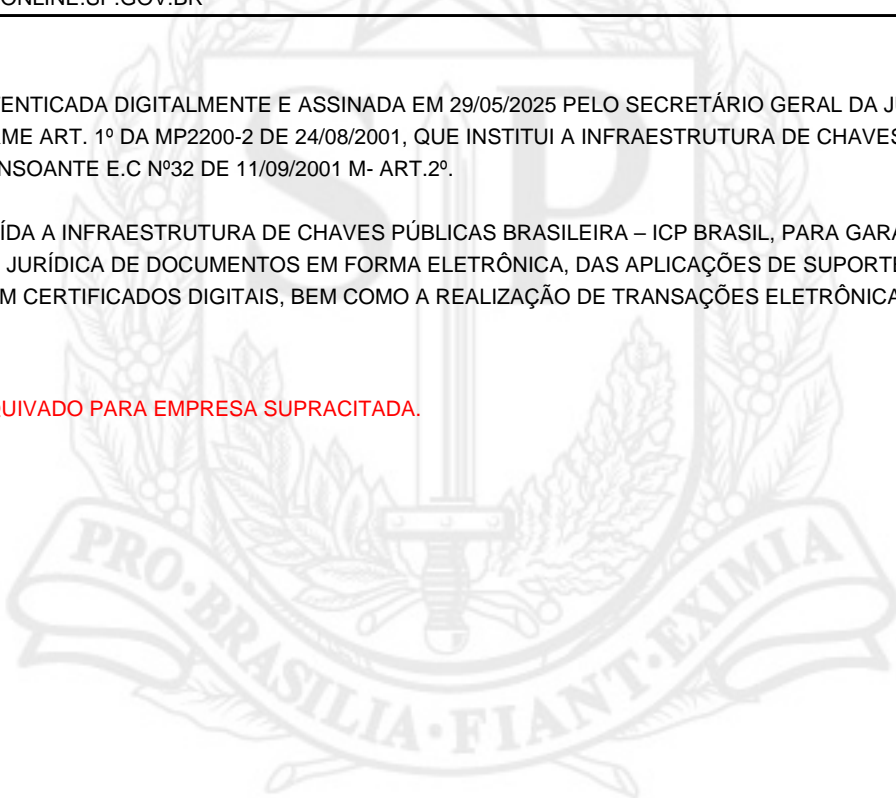 ONLINE.SP.GOV.BR
ENTICADA DIGITALMENTE E ASSINADA EM 29/05/2025 PELO SECRETÁRIO GERAL DA J
ME ART. 1º DA MP2200-2 DE 24/08/2001, QUE INSTITUI A INFRAESTRUTURA DE CHAVES
NSOANTE E.C Nº32 DE 11/09/2001 M- ART.2º.
ÍDA A INFRAESTRUTURA DE CHAVES PÚBLICAS BRASILEIRA – ICP BRASIL, PARA GARA
JURÍDICA DE DOCUMENTOS EM FORMA ELETRÔNICA, DAS APLICAÇÕES DE SUPORTE
M CERTIFICADOS DIGITAIS, BEM COMO A REALIZAÇÃO DE TRANSAÇÕES ELETRÔNICA
UIVADO PARA EMPRESA SUPRACITADA.
SP
PRO·BRASILIA·FIANT·EXIMIA